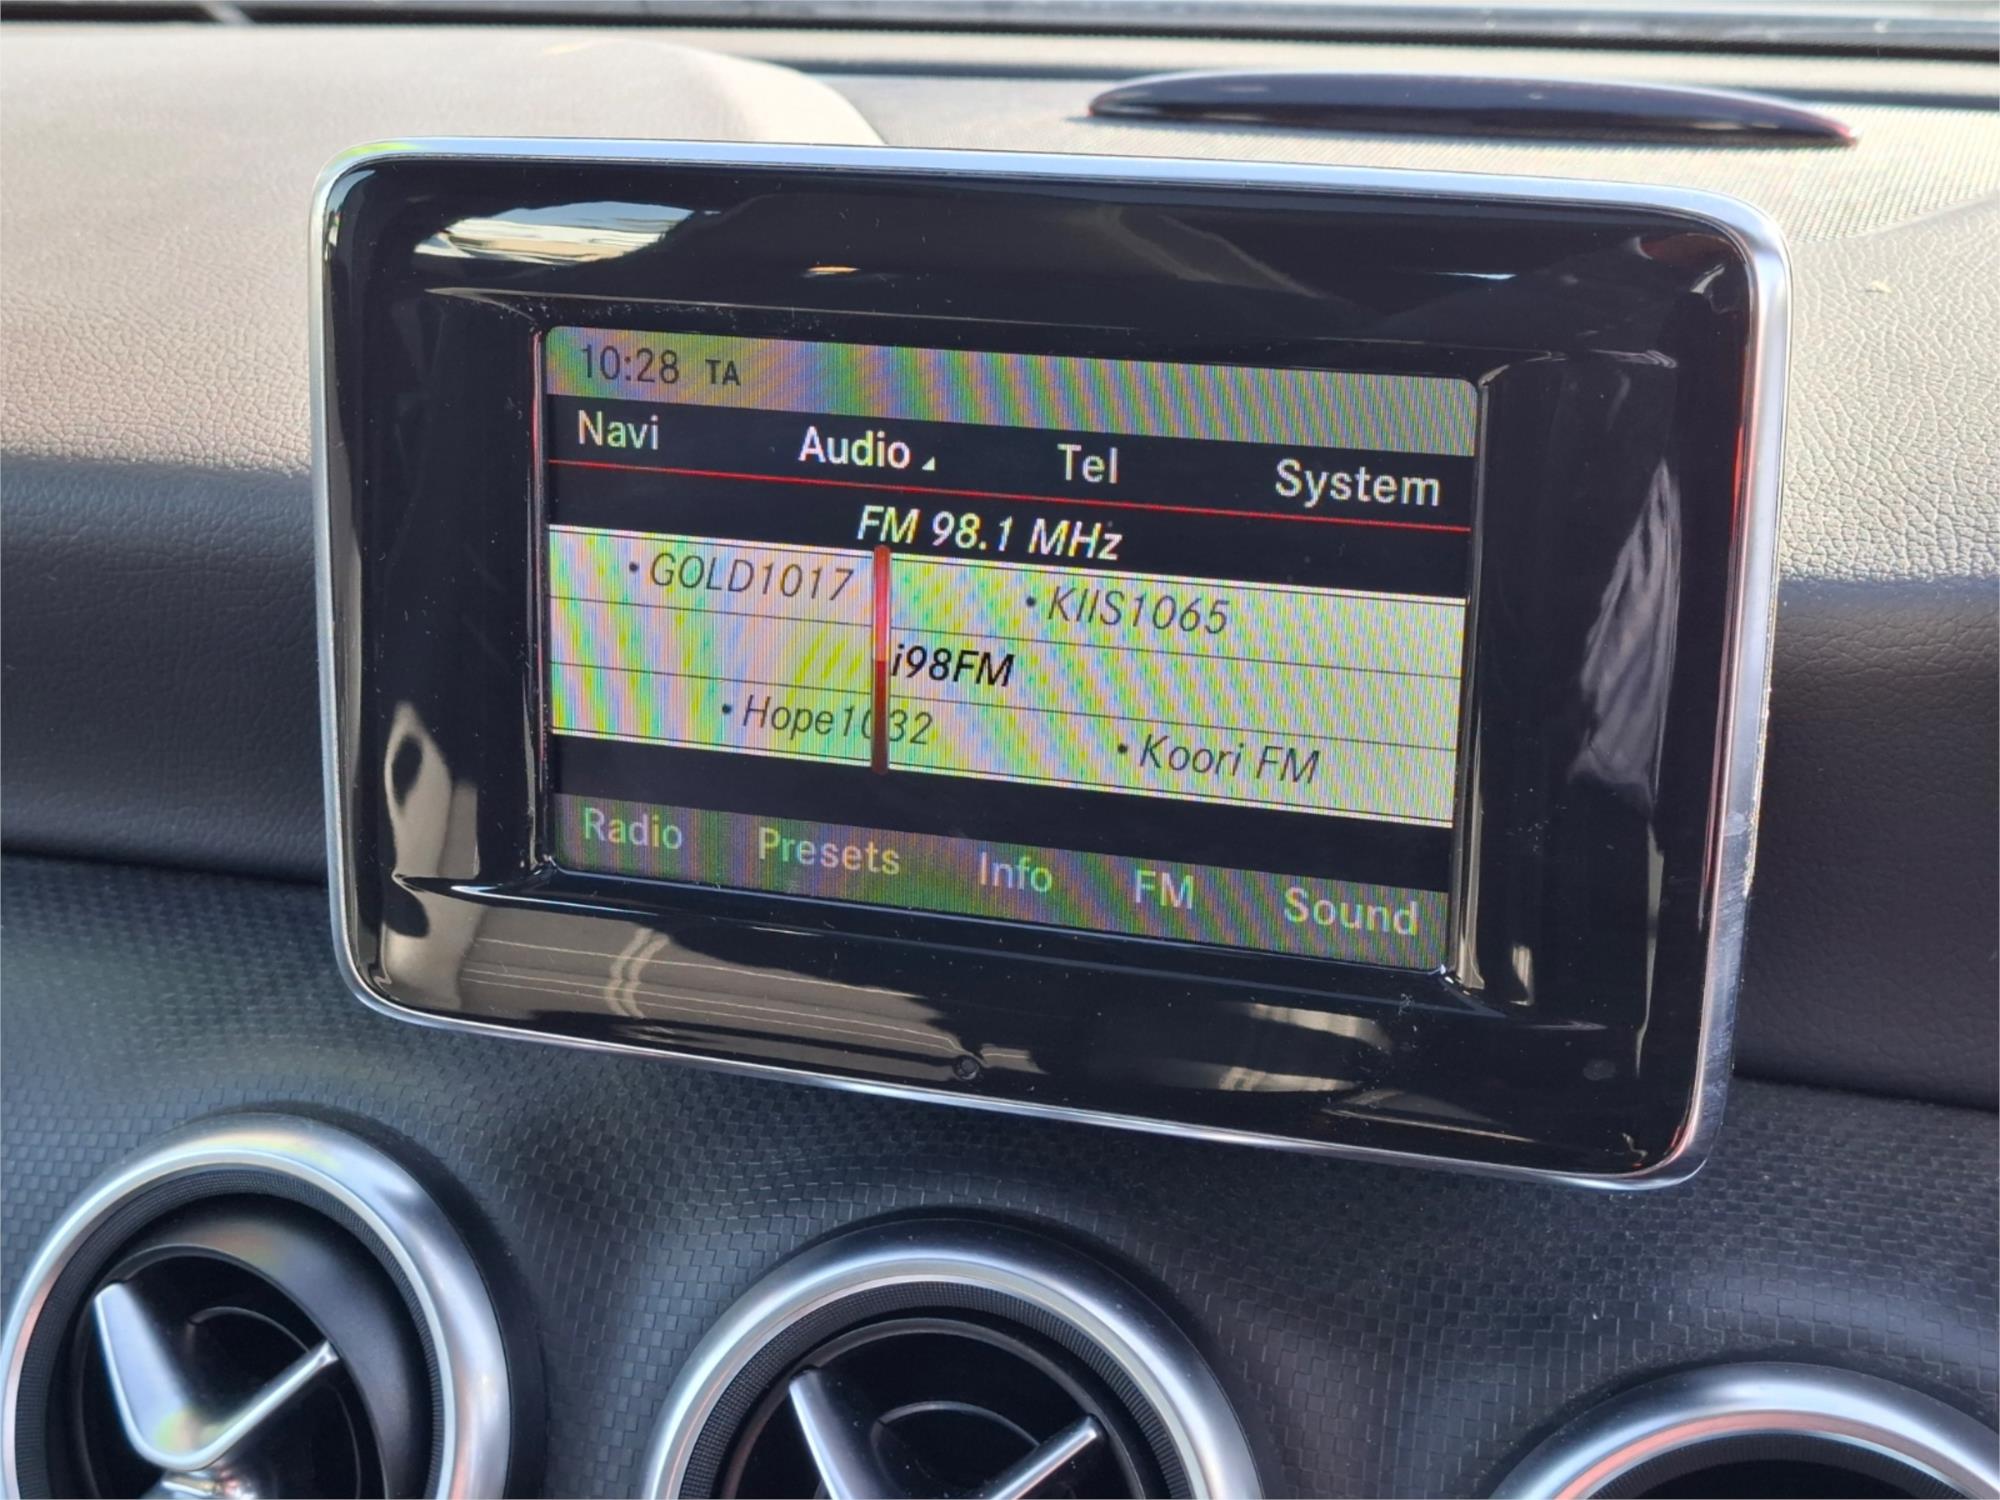 10:28 TA
Navi Audio Tel System
FM 98.1 MHz
•GOLD1017 •KIIS1065
i98FM
•Hope1032 •Koori FM
Radio Presets Info FM Sound